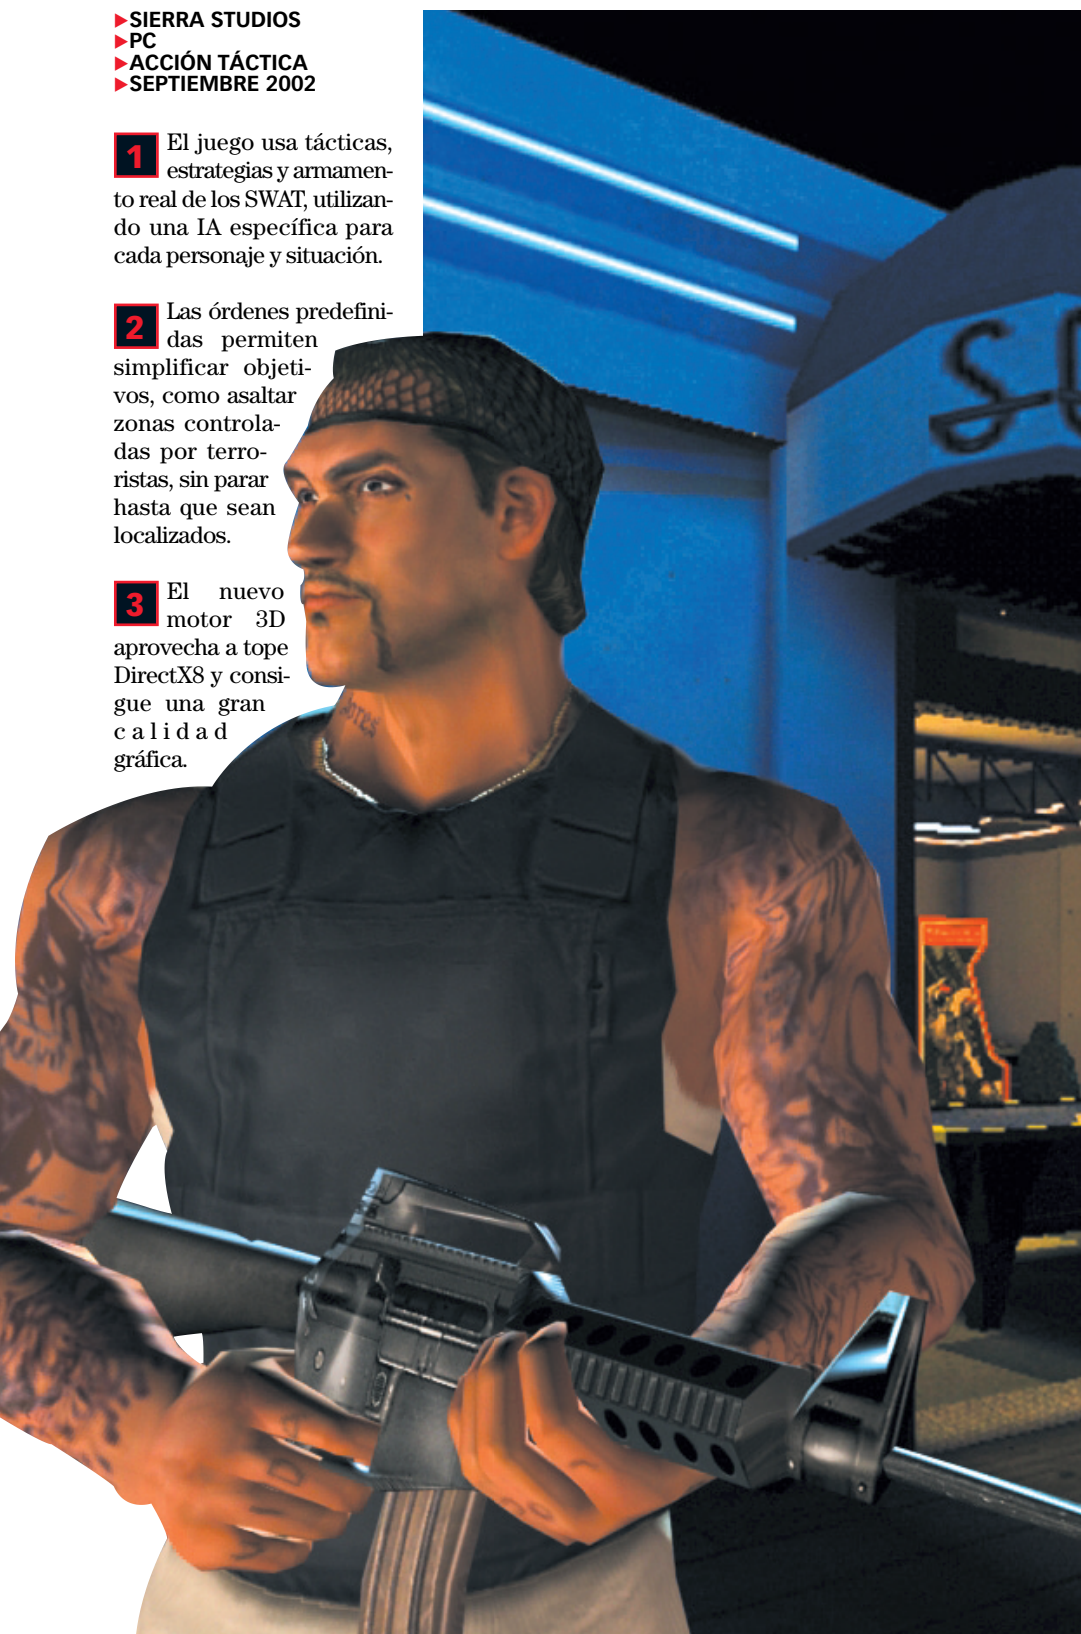 ▶SIERRA STUDIOS
▶PC
▶ACCIÓN TÁCTICA
▶SEPTIEMBRE 2002
1 El juego usa tácticas,
estrategias y armamen-
to real de los SWAT, utilizan-
do una IA específica para
cada personaje y situación.
2 Las órdenes predefini-
das permiten
simplificar objeti-
vos, como asaltar
zonas controla-
das por terro-
ristas, sin parar
hasta que sean
localizados.
3 El nuevo
motor 3D
aprovecha a tope
DirectX8 y consi-
gue una gran
calidad
gráfica.